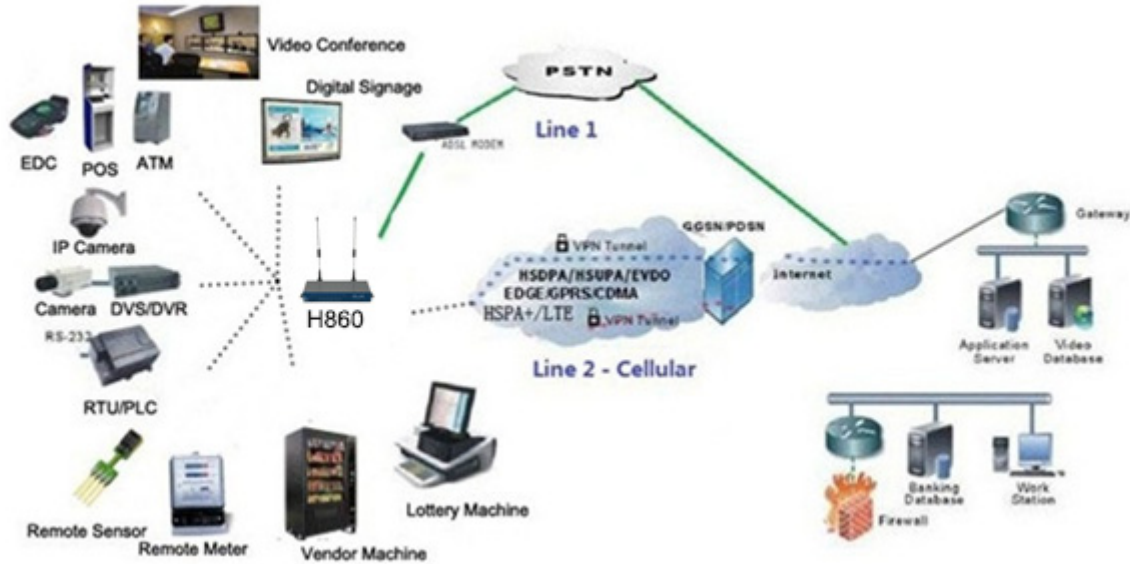 Video Conference
PSTN
Digital Signage
Line 1
ADSL MODEM
EDC
POS
ATM
Gateway
GGSN/PDSN
IP Camera
VPN Tunnel
HSDPA/HSUPA/EVDO
Internet
EDGE/GPRS/CDMA
Camera
DVS/DVR
H860
HSPA+/LTE
VPN Tunnel
RS-232
Application
Server
Video
Database
Line 2 - Cellular
RTU/PLC
Banking
Database
Work
Station
Lottery Machine
Firewall
Remote Sensor
Remote Meter
Vendor Machine